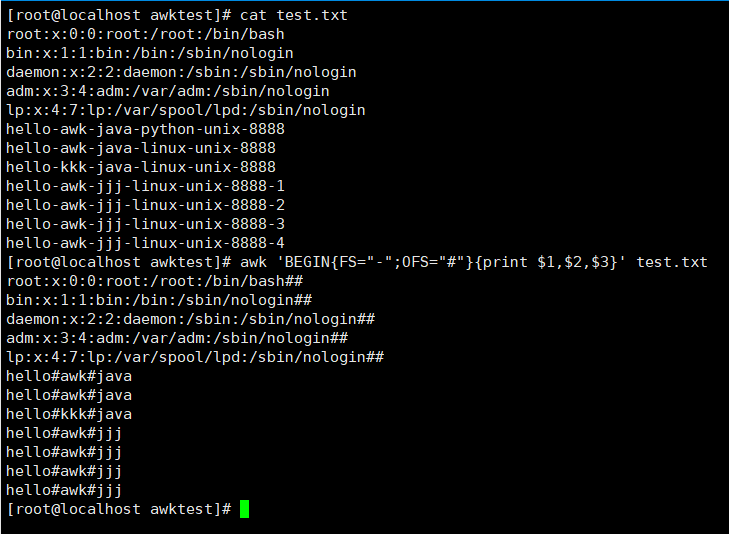 [root@localhost awktest]# cat test.txt
root:x:0:0:root:/root:/bin/bash
bin:x:1:1:bin:/bin:/sbin/nologin
daemon:x:2:2:daemon:/sbin:/sbin/nologin
adm:x:3:4:adm:/var/adm:/sbin/nologin
lp:x:4:7:lp:/var/spool/lpd:/sbin/nologin
hello-awk-java-python-unix-8888
hello-awk-java-linux-unix-8888
hello-kkk-java-linux-unix-8888
hello-awk-jjj-linux-unix-8888-1
hello-awk-jjj-linux-unix-8888-2
hello-awk-jjj-linux-unix-8888-3
hello-awk-jjj-linux-unix-8888-4
[root@localhost awktest]# awk 'BEGIN{FS="-";OFS="#"}{print $1,$2,$3}' test.txt
root:x:0:0:root:/root:/bin/bash##
bin:x:1:1:bin:/bin:/sbin/nologin##
daemon:x:2:2:daemon:/sbin:/sbin/nologin##
adm:x:3:4:adm:/var/adm:/sbin/nologin##
lp:x:4:7:lp:/var/spool/lpd:/sbin/nologin##
hello#awk#java
hello#awk#java
hello#kkk#java
hello#awk#jjj
hello#awk#jjj
hello#awk#jjj
hello#awk#jjj
[root@localhost awktest]#